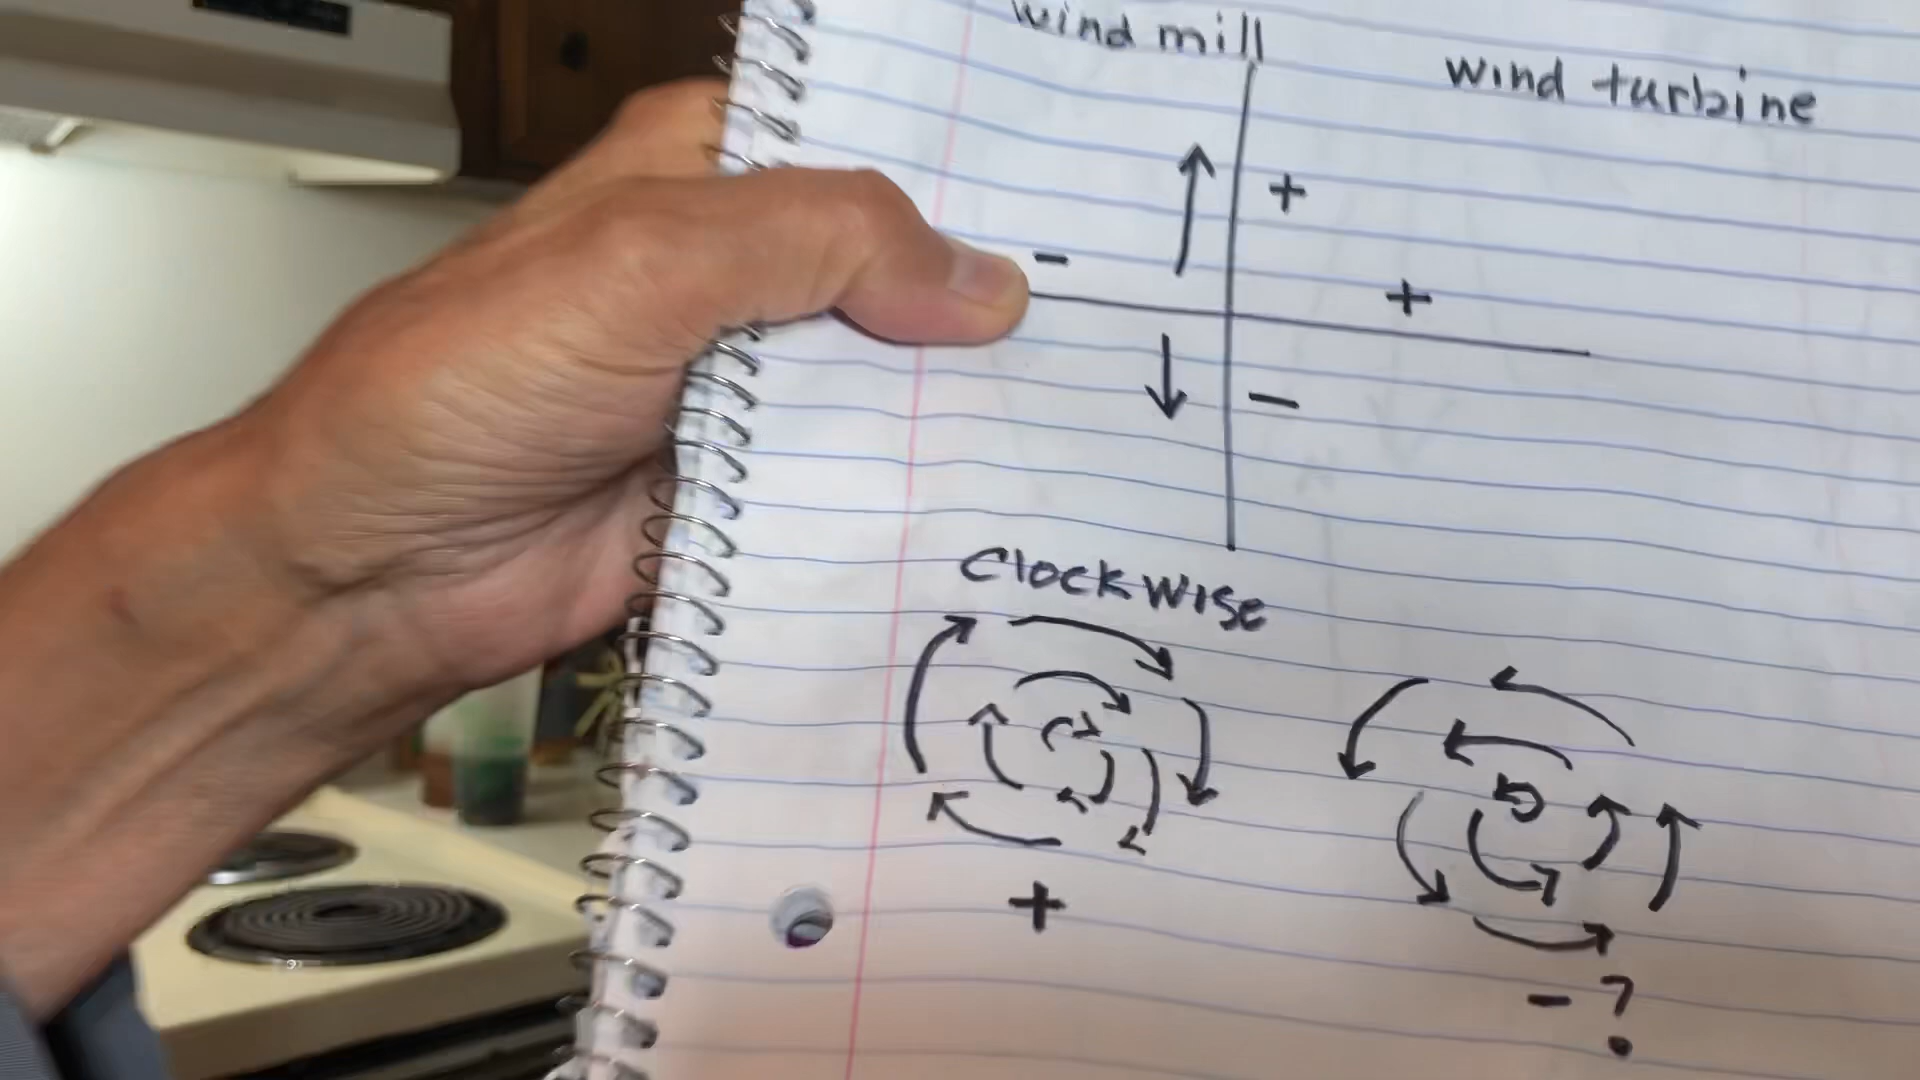 wind mill
wind turbine
+
-
+
-
Clockwise
+
- ?